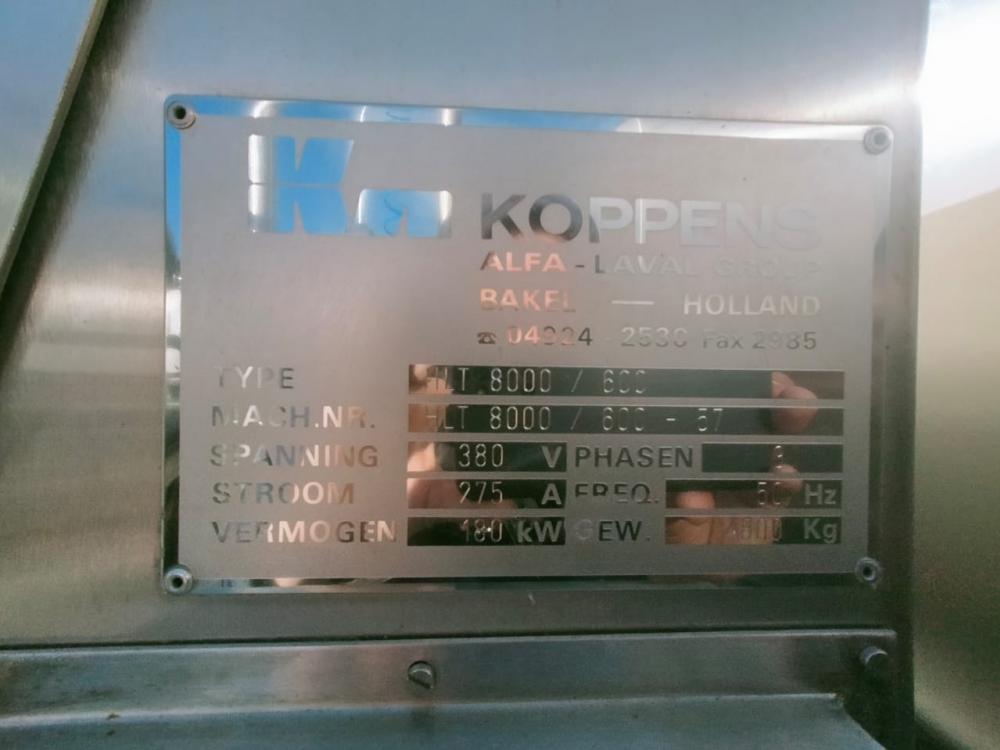 KOPPENS
ALFA - LAVAL GROUP
BAKEL — HOLLAND
☎ 04924 - 2530 Fax 2985
TYPE HLT 8000 / 600
MACH.NR. HLT 8000 / 600 - 57
SPANNING 380 V PHASEN 3
STROOM 275 A FREQ. 50 Hz
VERMOGEN 180 kW GEW. Kg